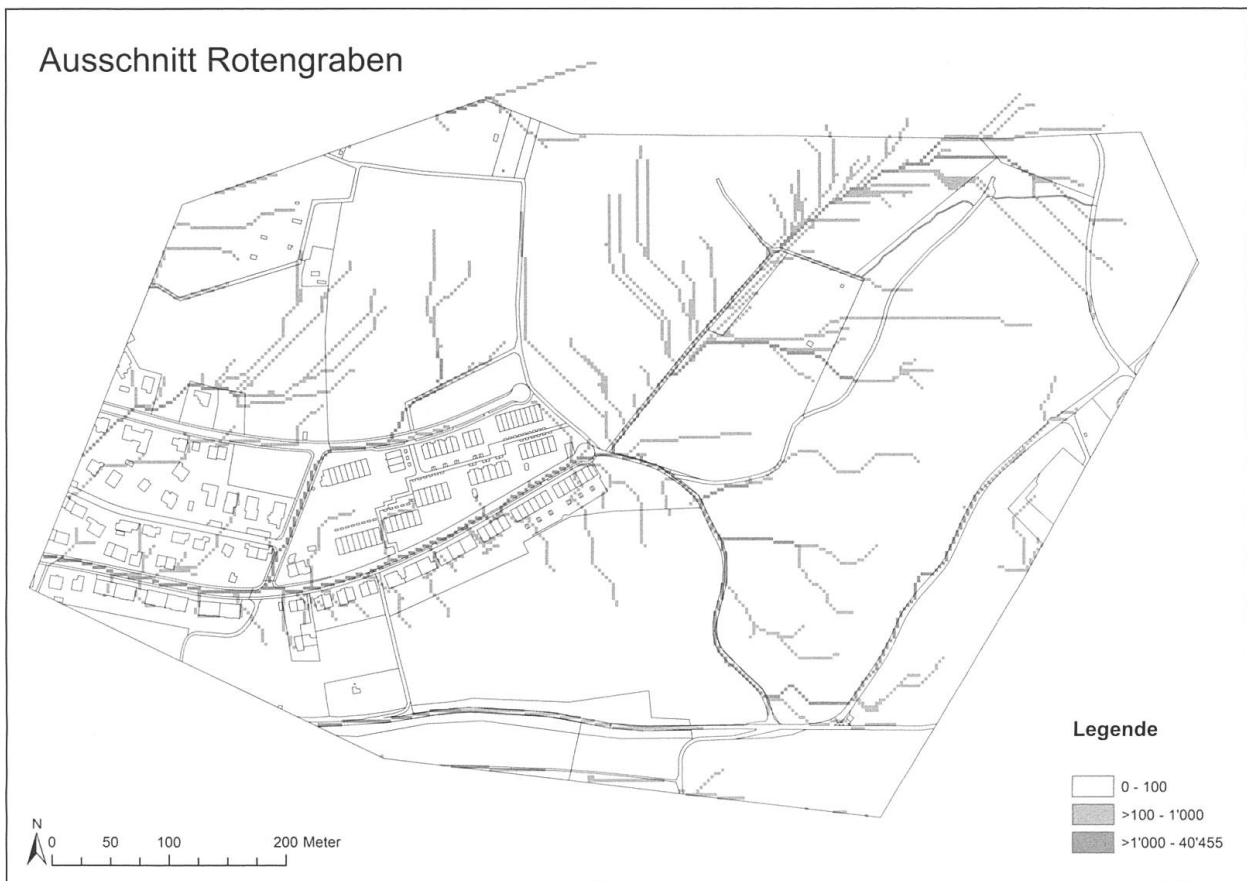 Ausschnitt Rotengraben
Legende
0 - 100
>100 - 1'000
>1'000 - 40'455
N
0 50 100 200 Meter